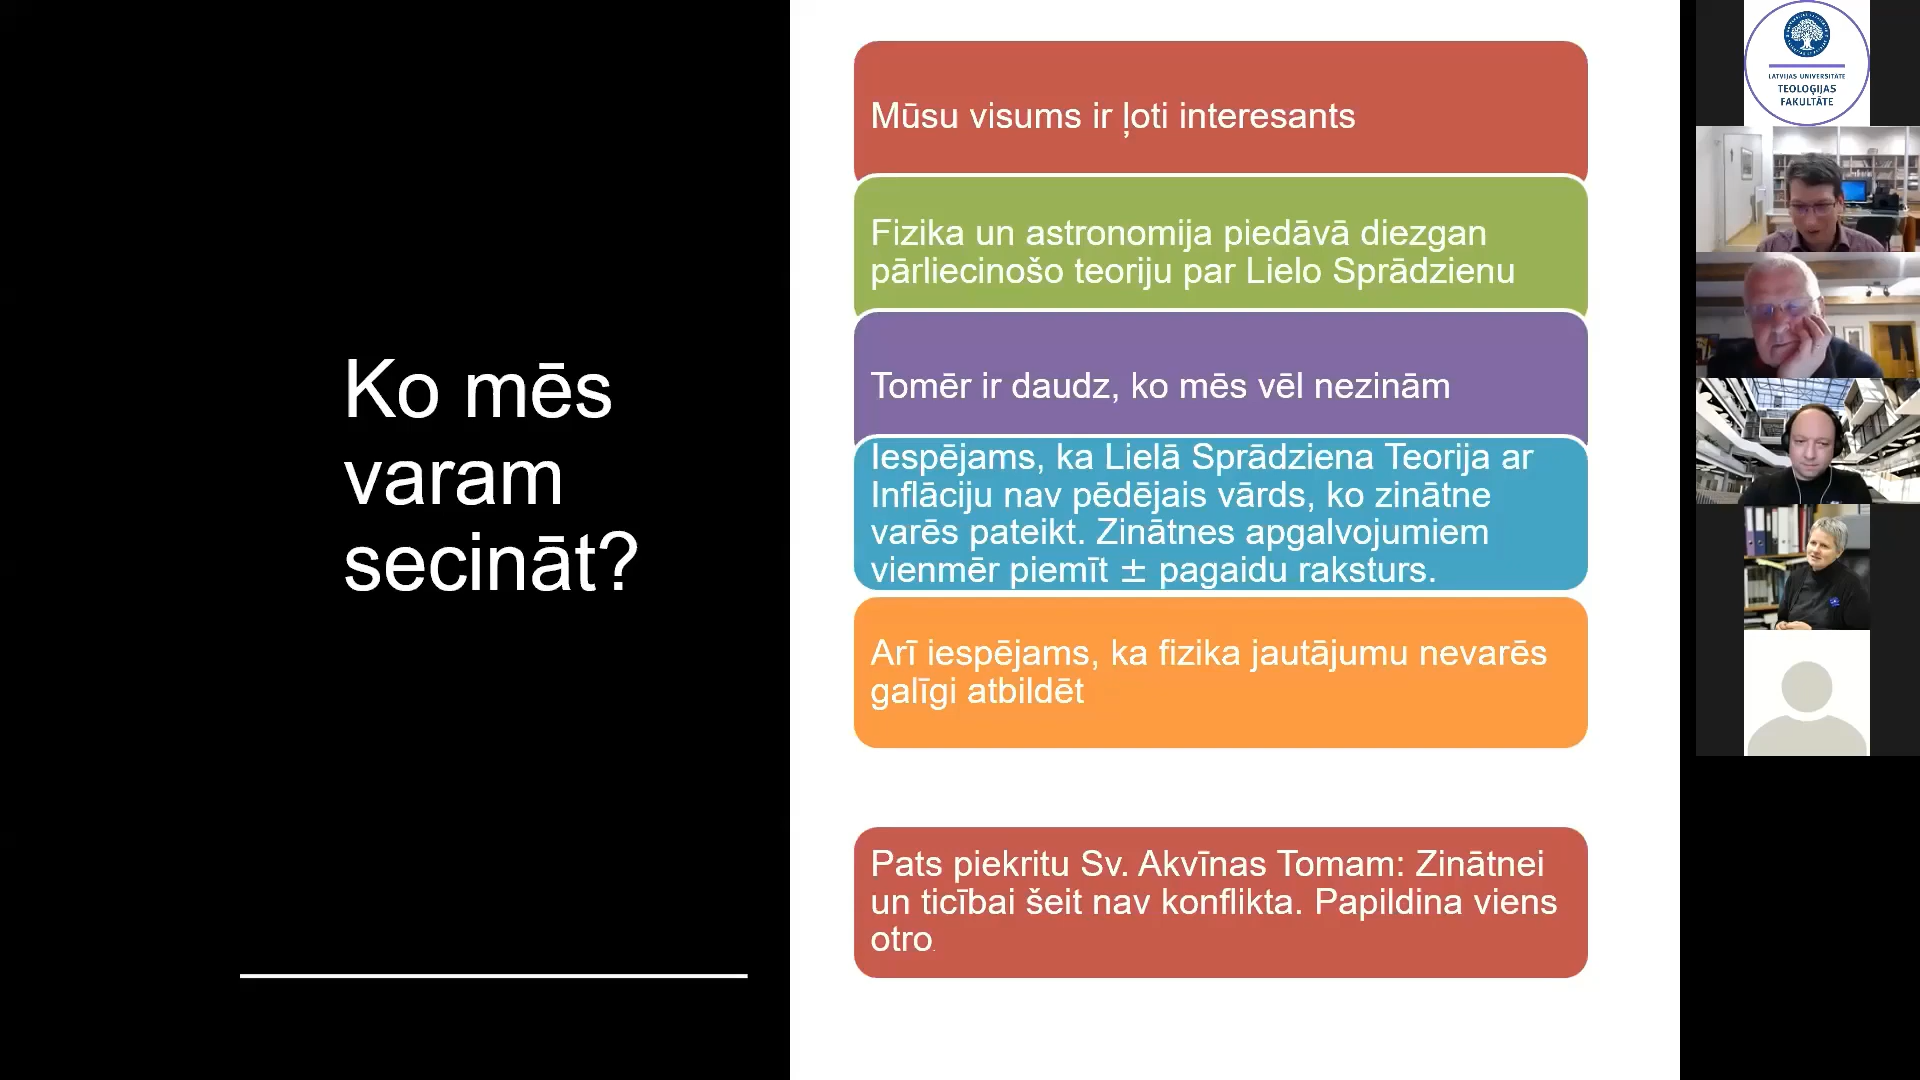 Ko mēs
varam
secināt?
Mūsu visums ir ļoti interesants
Fizika un astronomija piedāvā diezgan
pārliecinošo teoriju par Lielo Sprādzienu
Tomēr ir daudz, ko mēs vēl nezinām
Iespējams, ka Lielā Sprādziena Teorija ar
Inflāciju nav pēdējais vārds, ko zinātne
varēs pateikt. Zinātnes apgalvojumiem
vienmēr piemīt ± pagaidu raksturs.
Arī iespējams, ka fizika jautājumu nevarēs
galīgi atbildēt
Pats piekritu Sv. Akvīnas Tomam: Zinātnei
un ticībai šeit nav konflikta. Papildina viens
otro.
LATVIJAS UNIVERSITĀTE
TEOLOĢIJAS
FAKULTĀTE